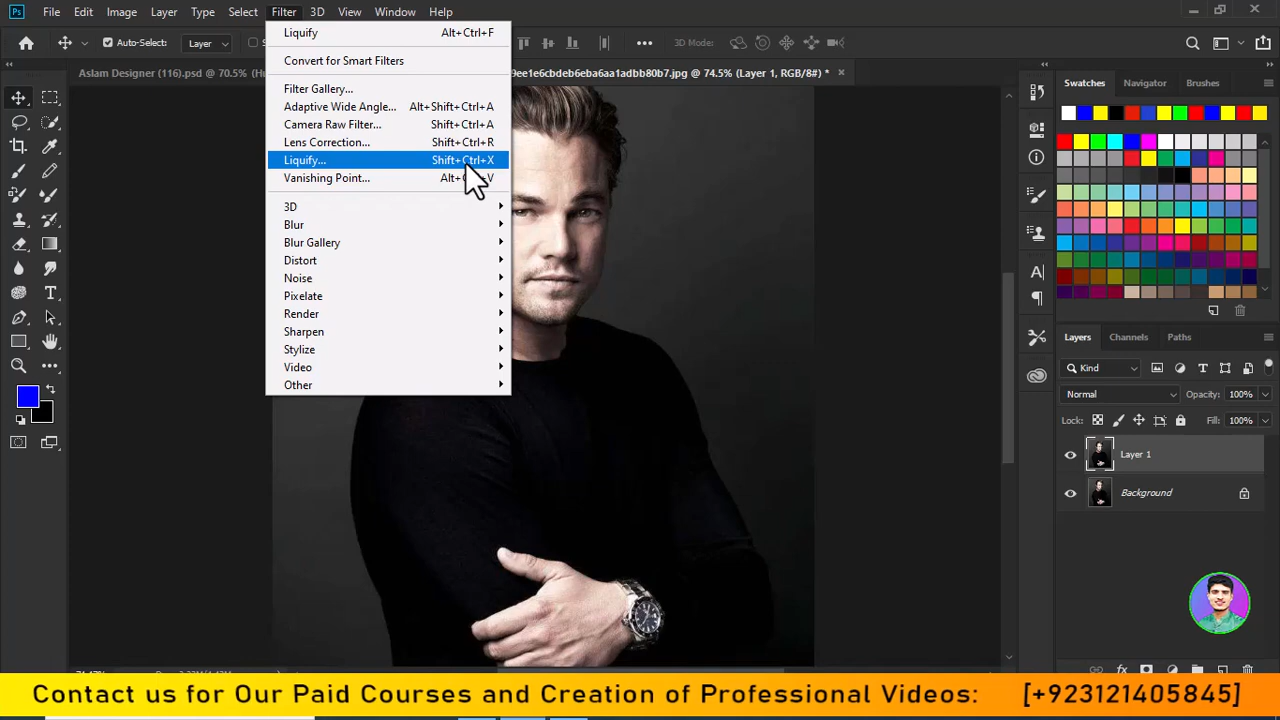 Ps File Edit Image Layer Type Select Filter 3D View Window Help
Auto-Select: Layer 3D Mode:
Aslam Designer (116).psd @ 70.5% (Hu
9ee1e6cbdeb6eba6aa1adbb80b7.jpg @ 74.5% (Layer 1, RGB/8#) *
Liquify Alt+Ctrl+F
Convert for Smart Filters
Filter Gallery...
Adaptive Wide Angle... Alt+Shift+Ctrl+A
Camera Raw Filter... Shift+Ctrl+A
Lens Correction... Shift+Ctrl+R
Liquify... Shift+Ctrl+X
Vanishing Point...
3D
Blur
Blur Gallery
Distort
Noise
Pixelate
Render
Sharpen
Stylize
Video
Other
Swatches Navigator Brushes
Layers Channels Paths
Kind
Normal Opacity: 100%
Lock: Fill: 100%
Layer 1
Background
Contact us for Our Paid Courses and Creation of Professional Videos: [+923121405845]